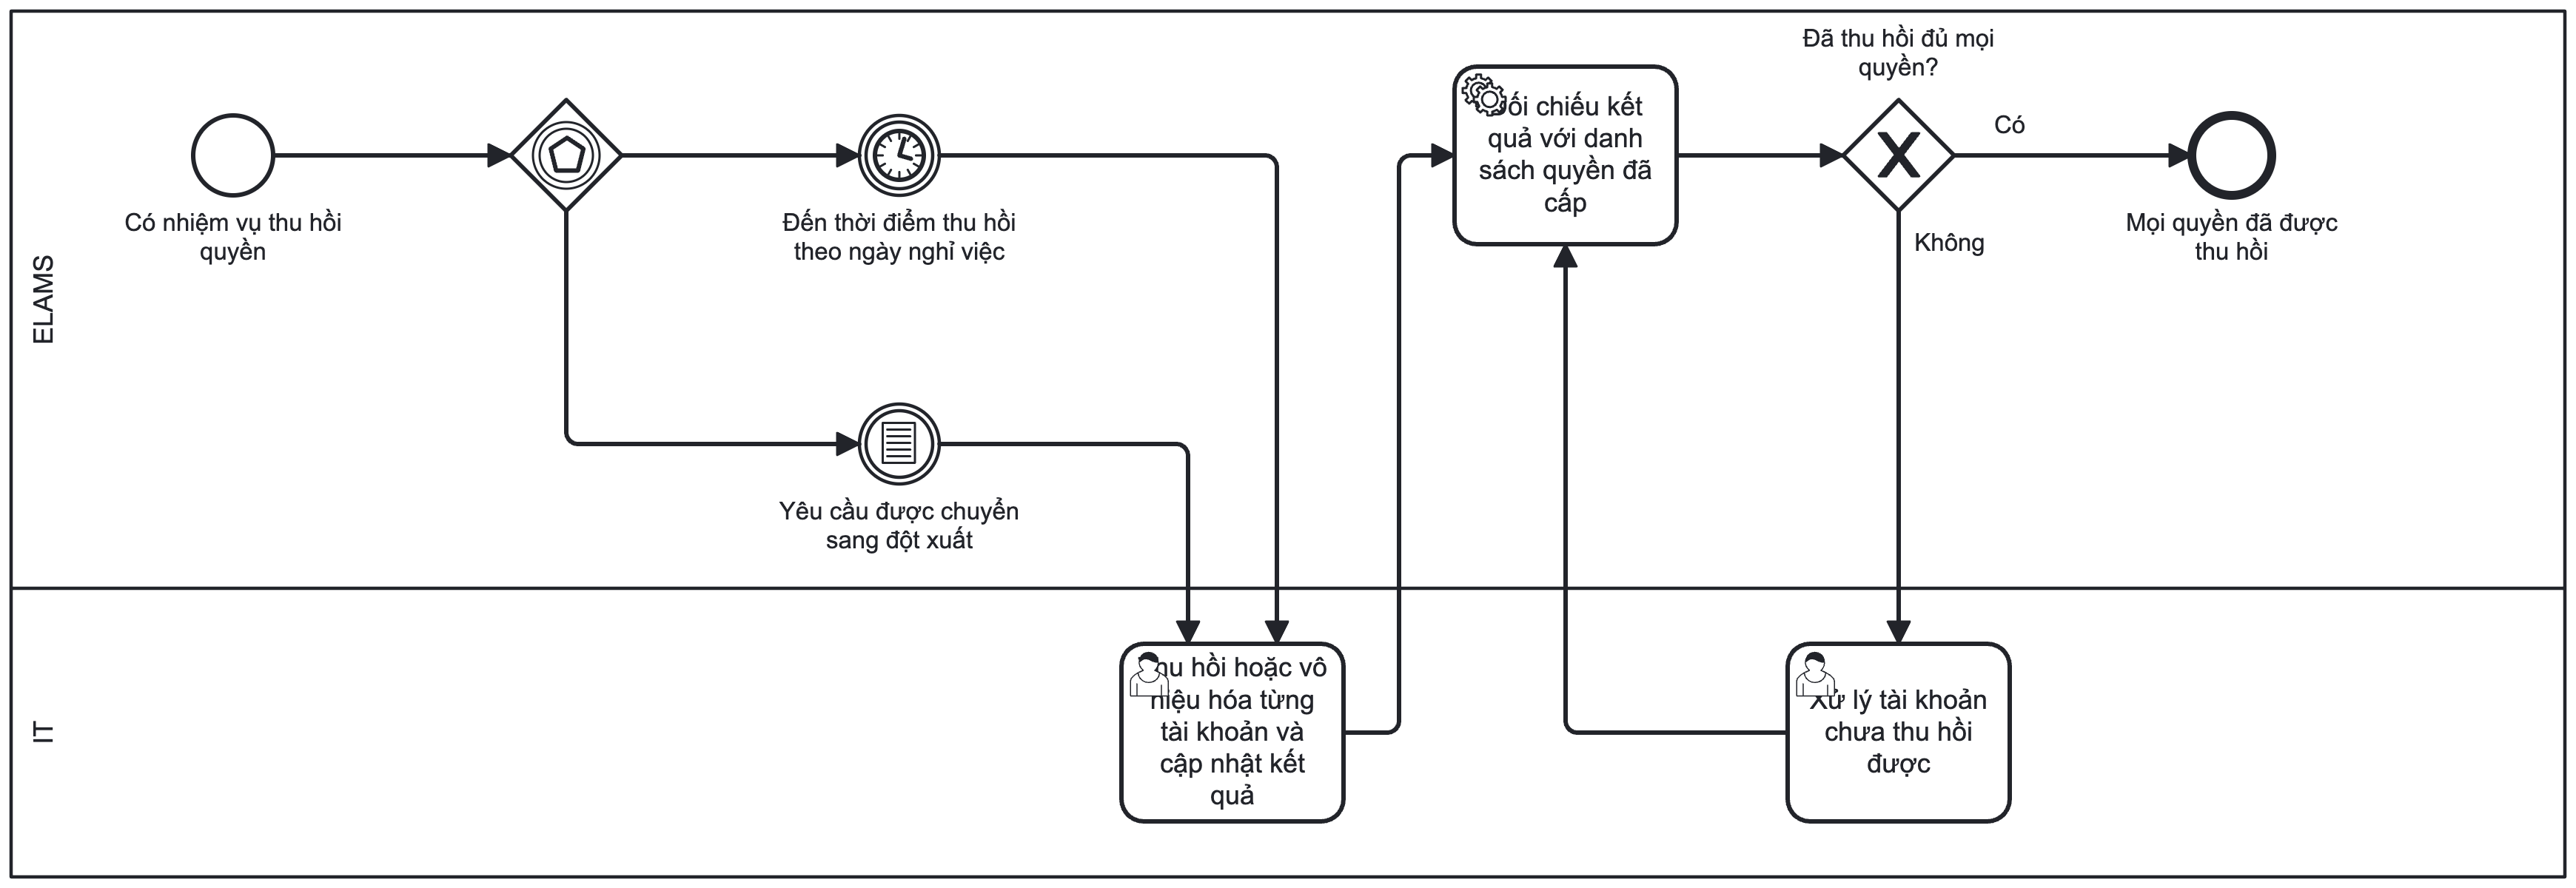 ELAMS
Có nhiệm vụ thu hồi
quyền
Đến thời điểm thu hồi
theo ngày nghỉ việc
Yêu cầu được chuyển
sang đột xuất
Đối chiếu kết
quả với danh
sách quyền đã
cấp
Đã thu hồi đủ mọi
quyền?
Có
Không
Mọi quyền đã được
thu hồi
IT
Thu hồi hoặc vô
hiệu hóa từng
tài khoản và
cập nhật kết
quả
Xử lý tài khoản
chưa thu hồi
được